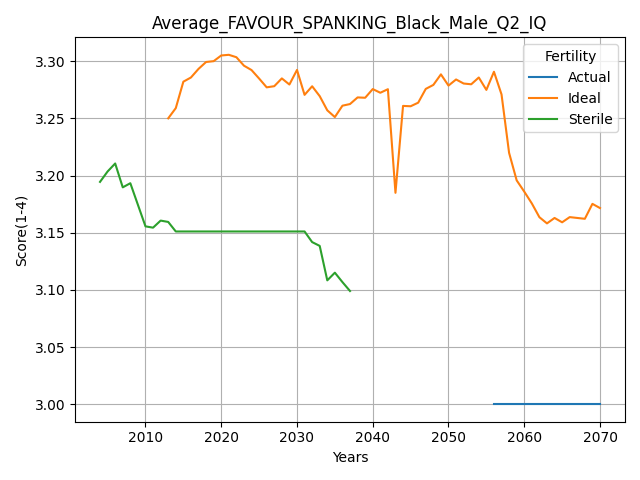 Average_FAVOUR_SPANKING_Black_Male_Q2_IQ
Score(1-4)
3.30
3.25
3.20
3.15
3.10
3.05
3.00
Fertility
Actual
Ideal
Sterile
2010 2020 2030 2040 2050 2060 2070
Years